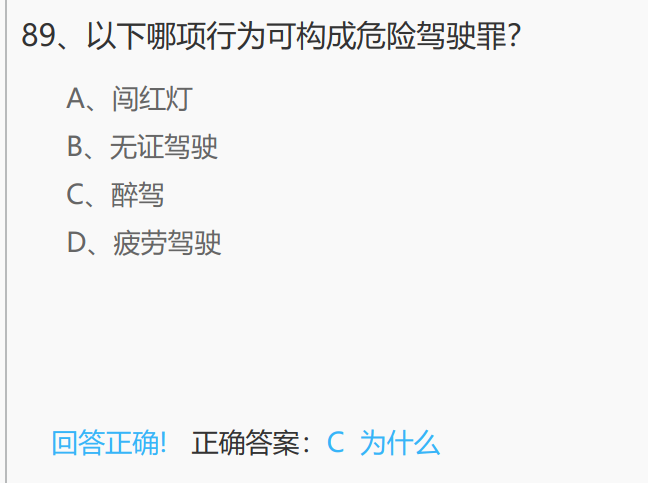 89、以下哪项行为可构成危险驾驶罪?
A、闯红灯
B、无证驾驶
C、醉驾
D、疲劳驾驶
回答正确! 正确答案：C 为什么